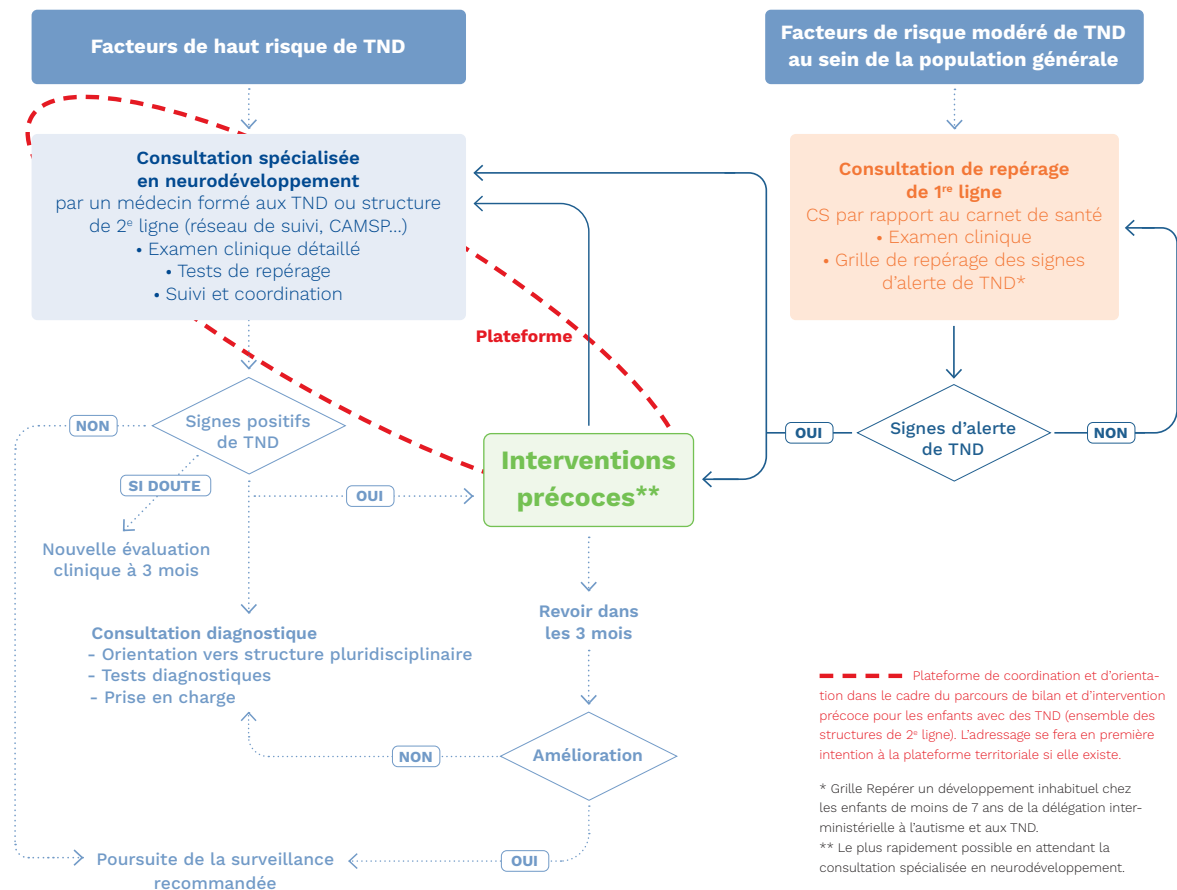 Facteurs de haut risque de TND
Facteurs de risque modéré de TND
au sein de la population générale
Consultation spécialisée
en neurodéveloppement
par un médecin formé aux TND ou structure
de 2e ligne (réseau de suivi, CAMSP...)
• Examen clinique détaillé
• Tests de repérage
• Suivi et coordination
Consultation de repérage
de 1re ligne
CS par rapport au carnet de santé
• Examen clinique
• Grille de repérage des signes
d'alerte de TND*
Plateforme
Signes positifs
de TND
NON
SI DOUTE
OUI
Nouvelle évaluation
clinique à 3 mois
Interventions
précoces**
OUI
Signes d'alerte
de TND
NON
Consultation diagnostique
- Orientation vers structure pluridisciplinaire
- Tests diagnostiques
- Prise en charge
Revoir dans
les 3 mois
NON
Amélioration
OUI
Poursuite de la surveillance
recommandée
Plateforme de coordination et d'orienta-
tion dans le cadre du parcours de bilan et d'intervention
précoce pour les enfants avec des TND (ensemble des
structures de 2e ligne). L'adressage se fera en première
intention à la plateforme territoriale si elle existe.
* Grille Repérer un développement inhabituel chez
les enfants de moins de 7 ans de la délégation inter-
ministérielle à l'autisme et aux TND.
** Le plus rapidement possible en attendant la
consultation spécialisée en neurodéveloppement.